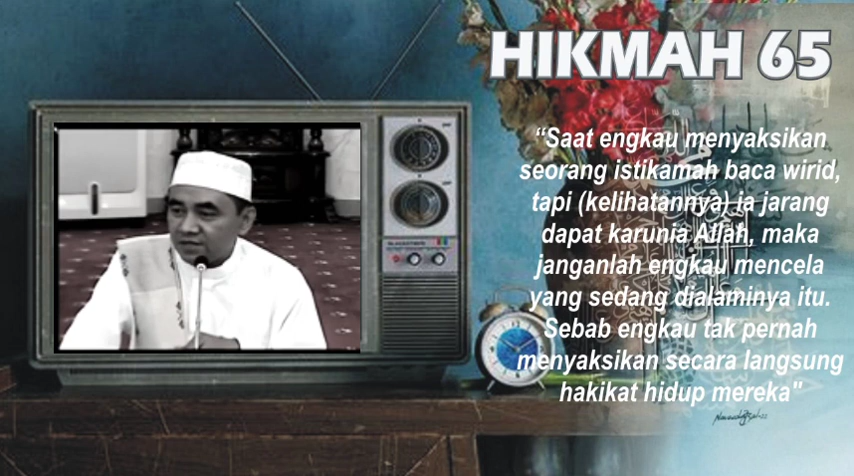 HIKMAH 65
“Saat engkau menyaksikan
seorang istikamah baca wirid,
tapi (kelihatannya) ia jarang
dapat karunia Allah, maka
janganlah engkau mencela
yang sedang dialaminya itu.
Sebab engkau tak pernah
menyaksikan secara langsung
hakikat hidup mereka"